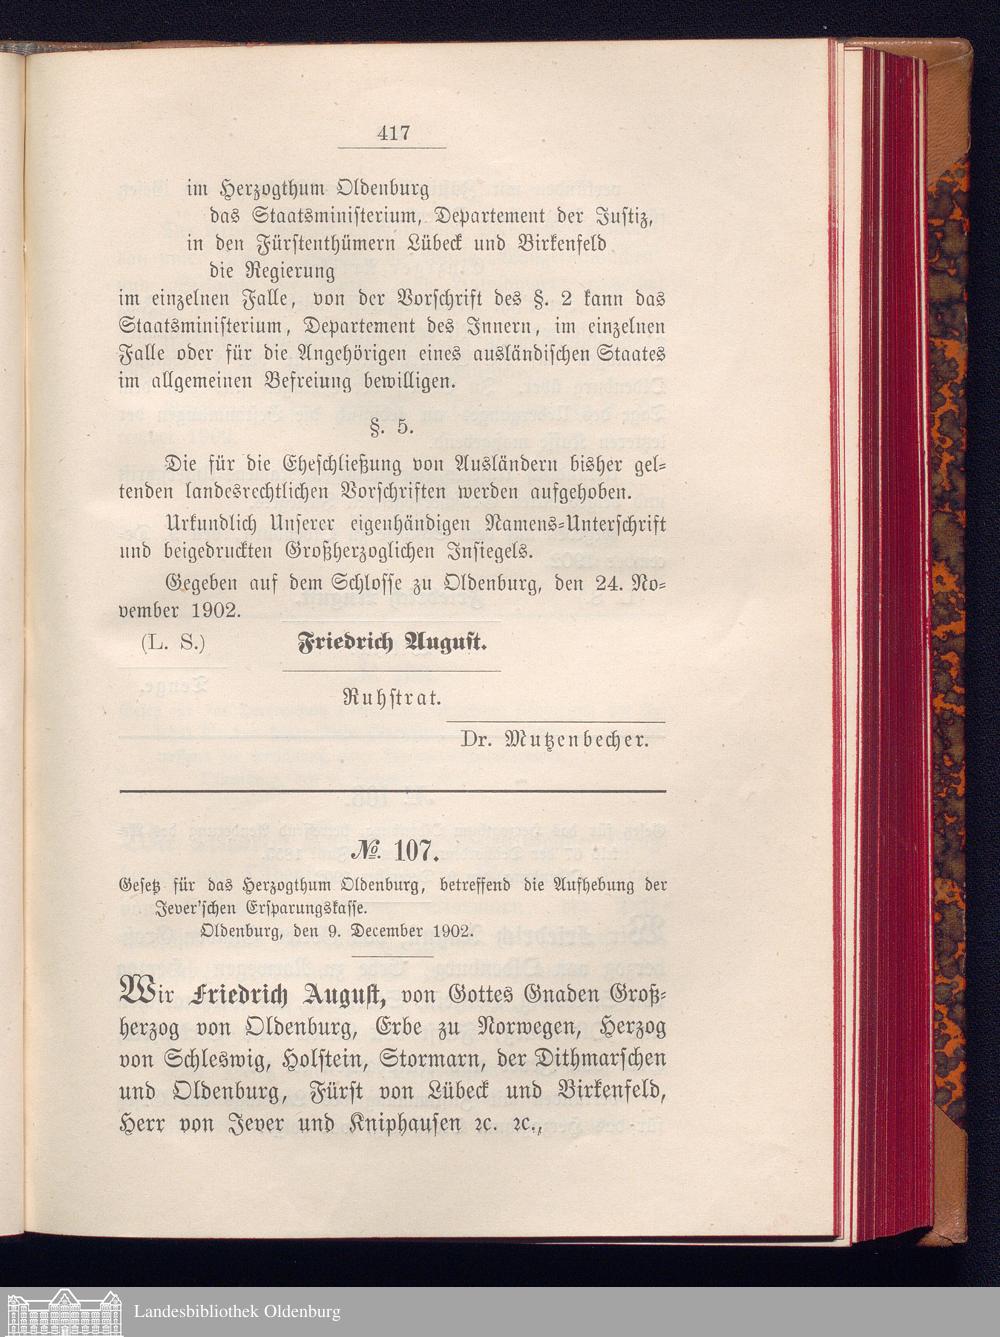 417
im Herzogthum Oldenburg
das Staatsministerium, Departement der Justiz,
in den Fürstenthümern Lübeck und Birkenfeld
die Regierung
im einzelnen Falle, von der Vorschrift des §. 2 kann das
Staatsministerium, Departement des Innern, im einzelnen
Falle oder für die Angehörigen eines ausländischen Staates
im allgemeinen Befreiung bewilligen.
§. 5.
Die für die Eheschließung von Ausländern bisher gel-
tenden landesrechtlichen Vorschriften werden aufgehoben.
Urkundlich Unserer eigenhändigen Namens-Unterschrift
und beigedruckten Großherzoglichen Insiegels.
Gegeben auf dem Schlosse zu Oldenburg, den 24. No-
vember 1902.
(L. S.) Friedrich August.
Ruhstrat.
Dr. Mutzenbecher.
№. 107.
Gesetz für das Herzogthum Oldenburg, betreffend die Aufhebung der
Jever'schen Ersparungskasse.
Oldenburg, den 9. December 1902.
Wir Friedrich August, von Gottes Gnaden Groß-
herzog von Oldenburg, Erbe zu Norwegen, Herzog
von Schleswig, Holstein, Stormarn, der Dithmarschen
und Oldenburg, Fürst von Lübeck und Birkenfeld,
Herr von Jever und Kniphausen ꝛc. ꝛc.,
Landesbibliothek Oldenburg